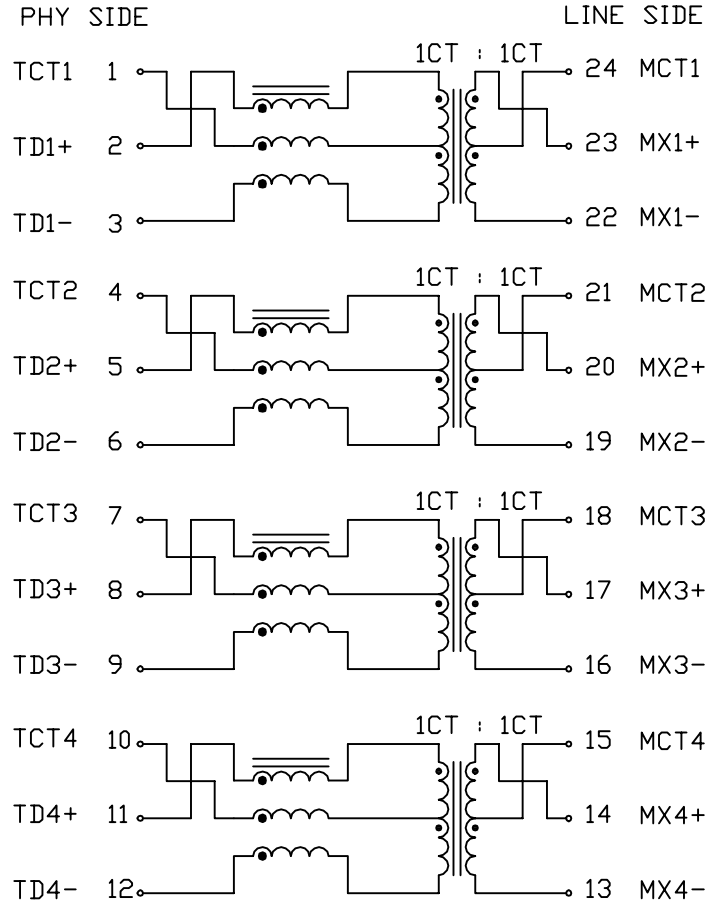 PHY SIDE LINE SIDE
1CT : 1CT
TCT1 1 24 MCT1
TD1+ 2 23 MX1+
TD1- 3 22 MX1-
1CT : 1CT
TCT2 4 21 MCT2
TD2+ 5 20 MX2+
TD2- 6 19 MX2-
1CT : 1CT
TCT3 7 18 MCT3
TD3+ 8 17 MX3+
TD3- 9 16 MX3-
1CT : 1CT
TCT4 10 15 MCT4
TD4+ 11 14 MX4+
TD4- 12 13 MX4-